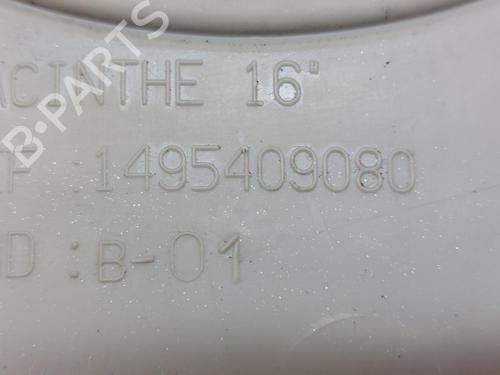 ACINTHE 16"
F 1495409080
D :B-01
B-PARTS